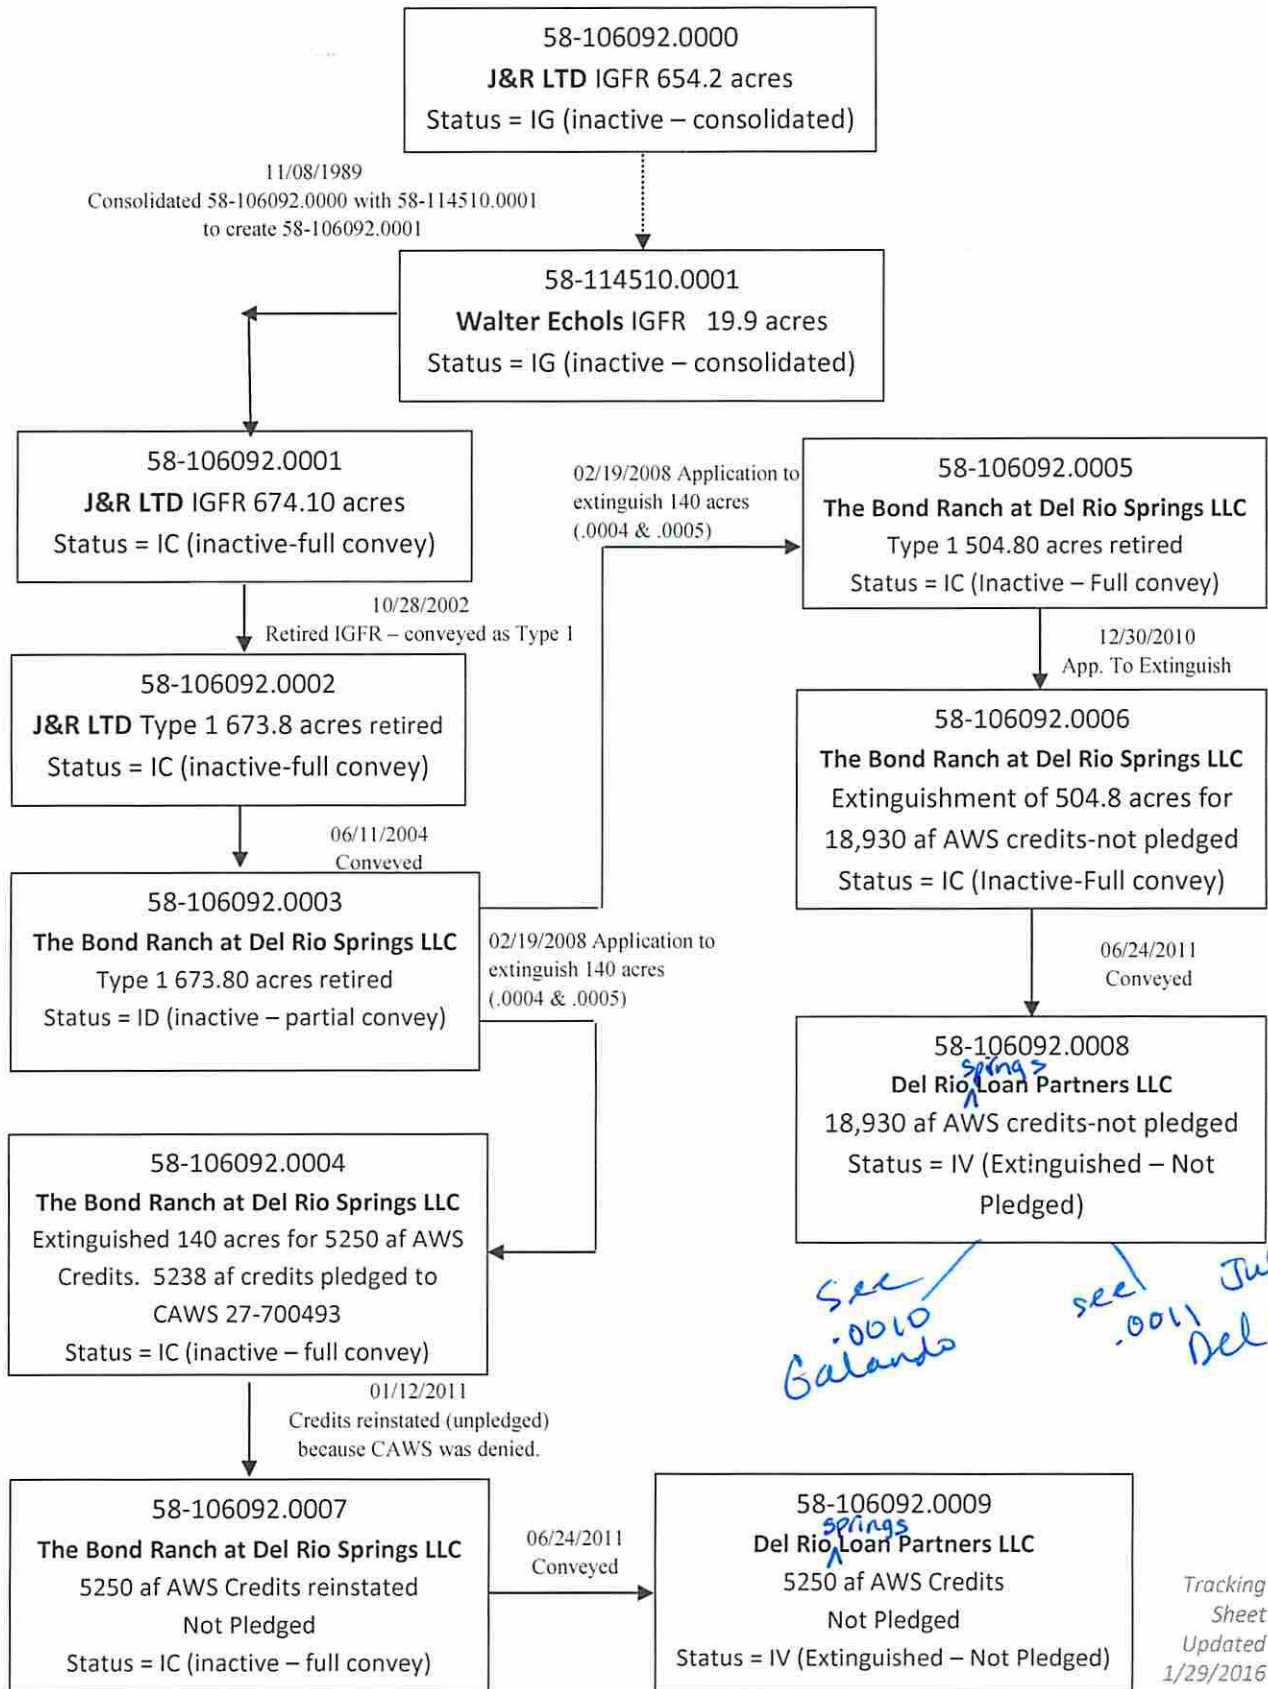 58-106092.0000
J&R LTD IGFR 654.2 acres
Status = IG (inactive – consolidated)
11/08/1989
Consolidated 58-106092.0000 with 58-114510.0001
to create 58-106092.0001
58-114510.0001
Walter Echols IGFR 19.9 acres
Status = IG (inactive – consolidated)
58-106092.0001
J&R LTD IGFR 674.10 acres
Status = IC (inactive-full convey)
10/28/2002
Retired IGFR – conveyed as Type 1
58-106092.0002
J&R LTD Type 1 673.8 acres retired
Status = IC (inactive-full convey)
06/11/2004
Conveyed
58-106092.0003
The Bond Ranch at Del Rio Springs LLC
Type 1 673.80 acres retired
Status = ID (inactive – partial convey)
02/19/2008 Application to
extinguish 140 acres
(.0004 & .0005)
02/19/2008 Application to
extinguish 140 acres
(.0004 & .0005)
58-106092.0004
The Bond Ranch at Del Rio Springs LLC
Extinguished 140 acres for 5250 af AWS
Credits. 5238 af credits pledged to
CAWS 27-700493
Status = IC (inactive – full convey)
01/12/2011
Credits reinstated (unpledged)
because CAWS was denied.
58-106092.0007
The Bond Ranch at Del Rio Springs LLC
5250 af AWS Credits reinstated
Not Pledged
Status = IC (inactive – full convey)
06/24/2011
Conveyed
58-106092.0009
springs
Del Rio Loan Partners LLC
5250 af AWS Credits
Not Pledged
Status = IV (Extinguished – Not Pledged)
58-106092.0005
The Bond Ranch at Del Rio Springs LLC
Type 1 504.80 acres retired
Status = IC (Inactive – Full convey)
12/30/2010
App. To Extinguish
58-106092.0006
The Bond Ranch at Del Rio Springs LLC
Extinguishment of 504.8 acres for
18,930 af AWS credits-not pledged
Status = IC (Inactive-Full convey)
06/24/2011
Conveyed
58-106092.0008
springs
Del Rio Loan Partners LLC
18,930 af AWS credits-not pledged
Status = IV (Extinguished – Not
Pledged)
See
.0010
Galando
see
.0011
Del
Tracking
Sheet
Updated
1/29/2016